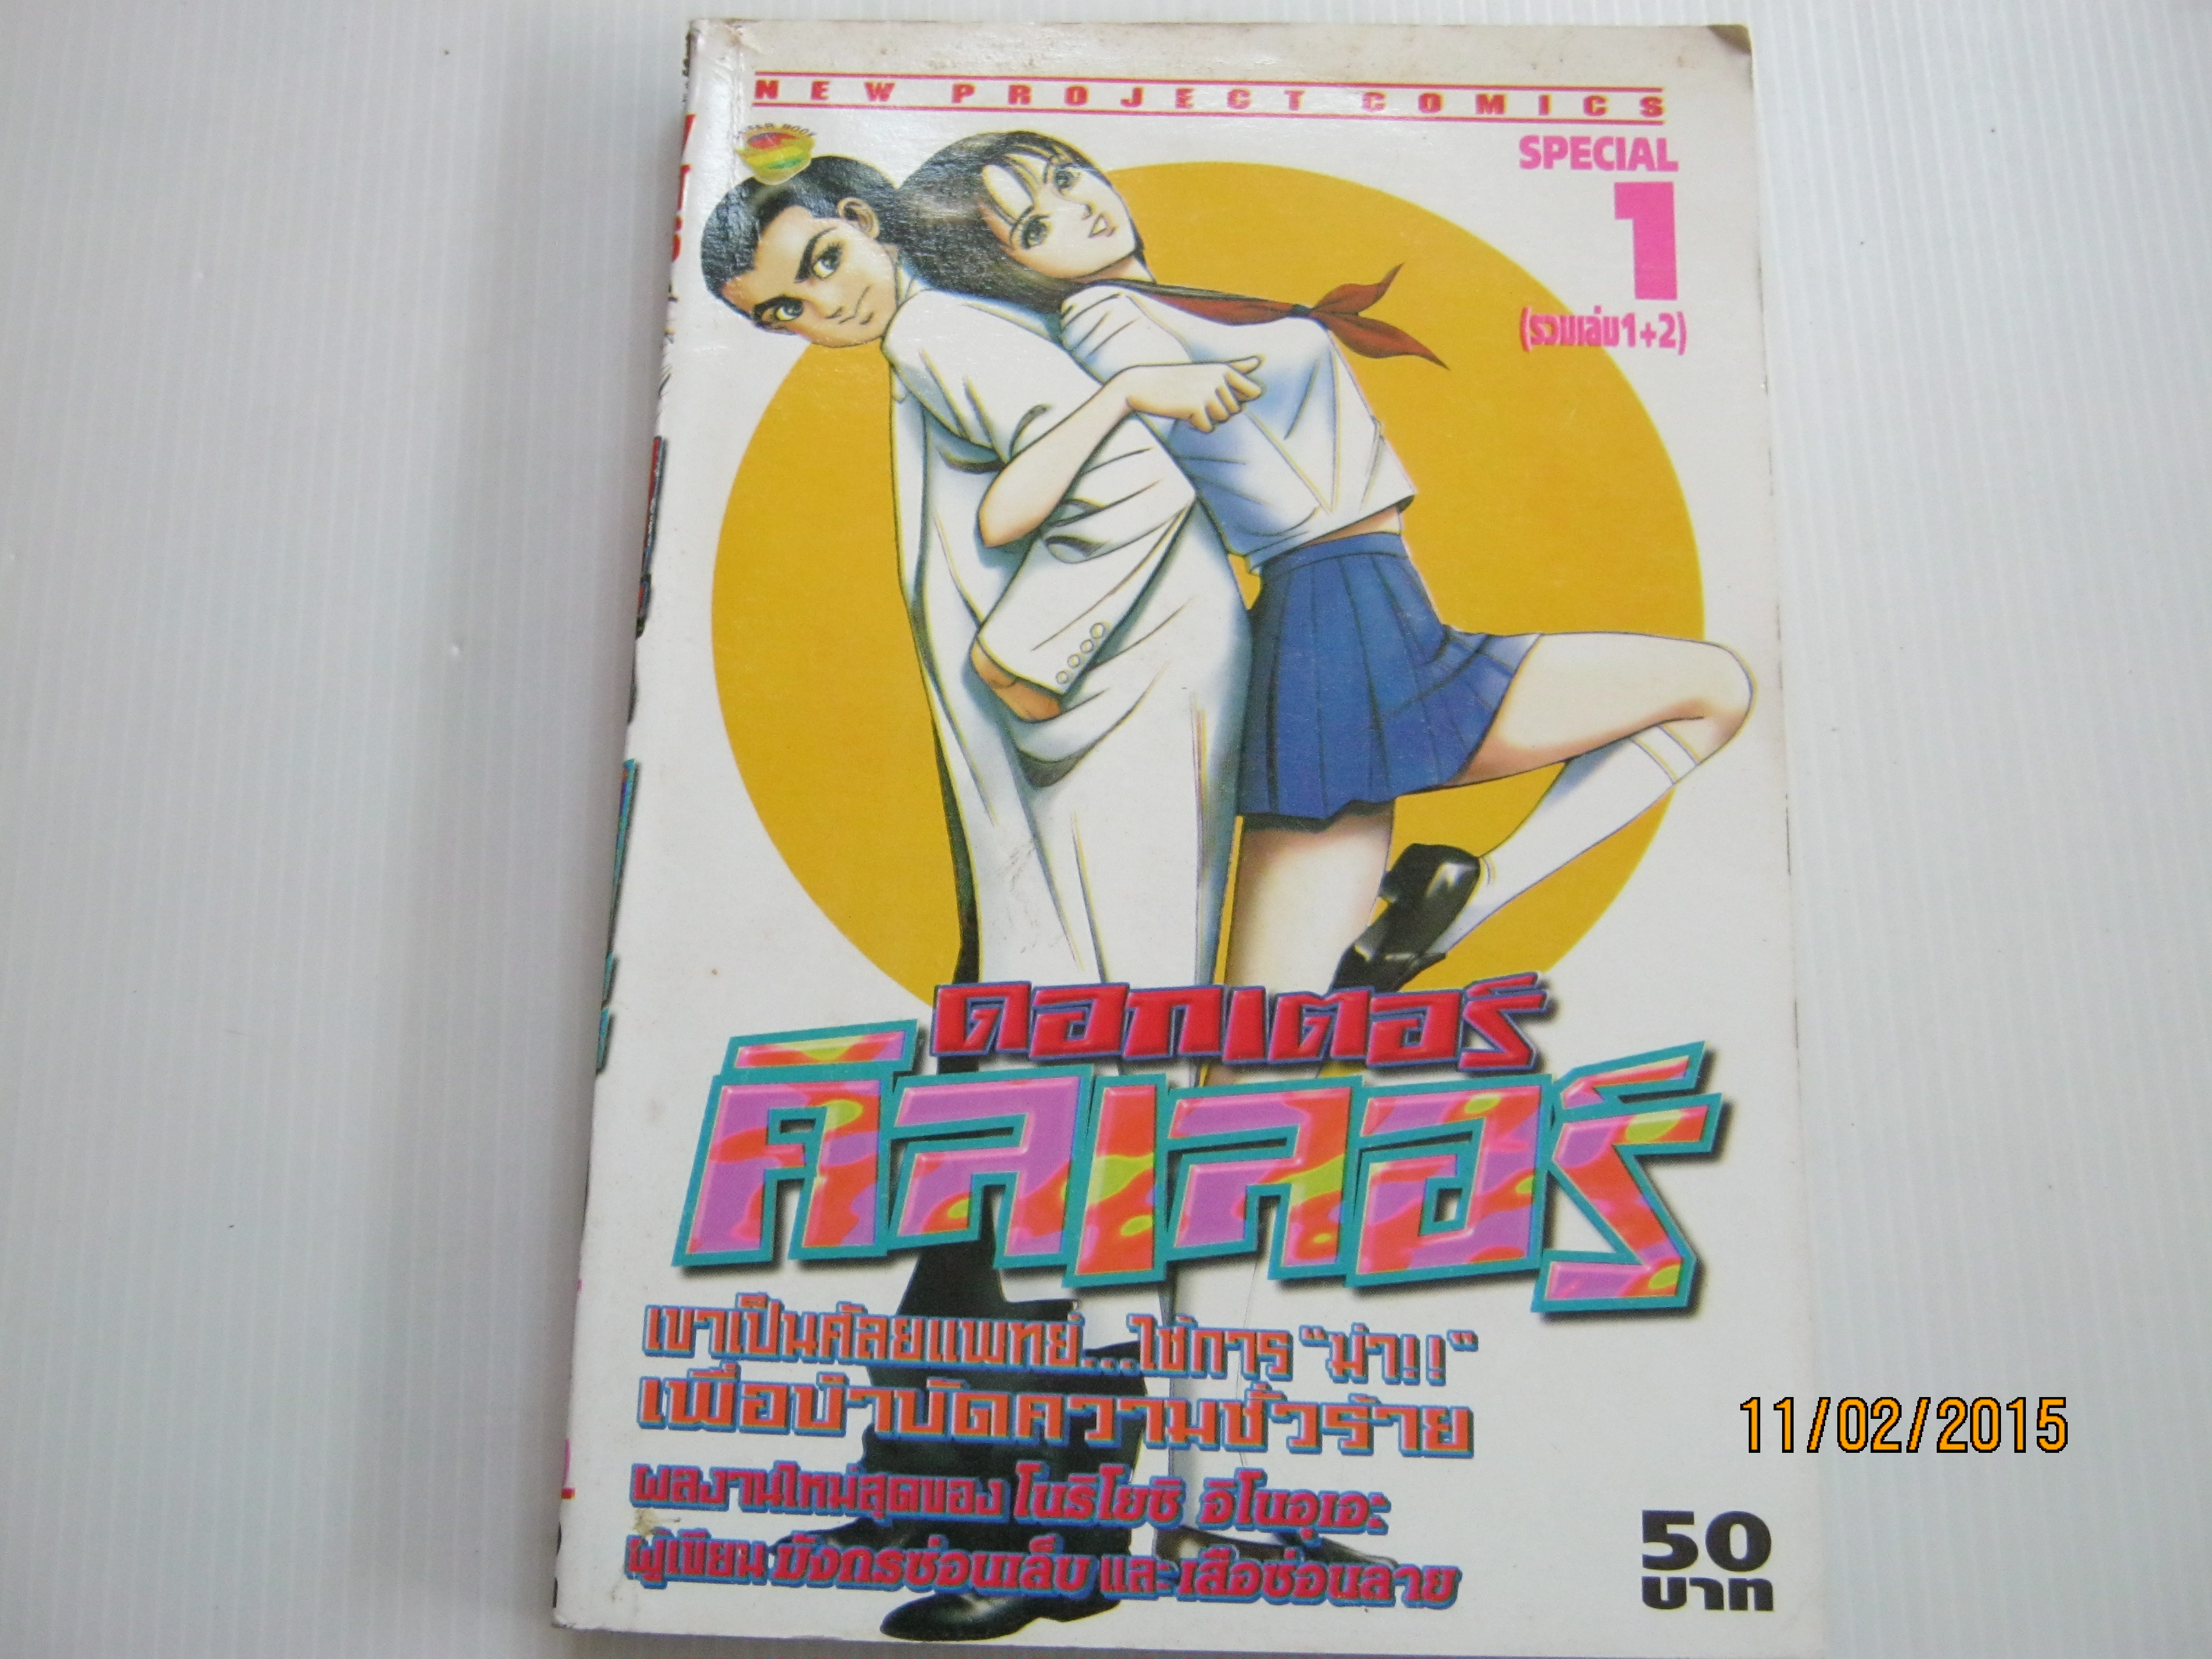 NEW PROJECT COMICS
SPECIAL
1
(รวมเล่ม1+2)
ดอกเตอร์
คิลเลอร์
เขาเป็นศัลยแพทย์....ใช้การ "ฆ่า!!"
เพื่อบำบัดความชั่วร้าย
ผลงานใหม่สุดของ โนริโยชิ อิโนอุเอะ
ผู้เขียน มังกรซ่อนเล็บ และ เสือซ่อนลาย
50
บาท
11/02/2015